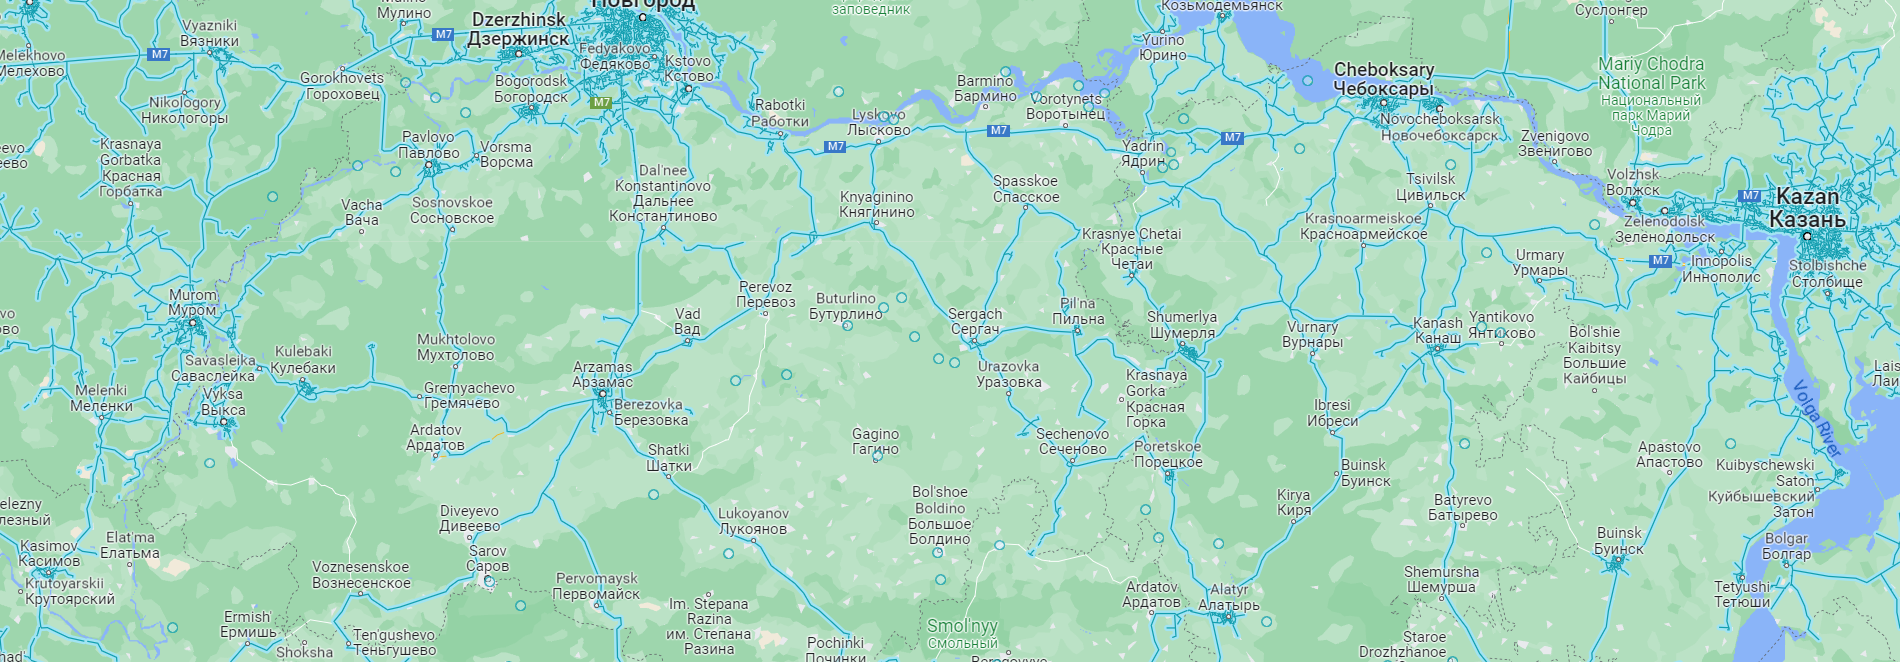 Новгород
заповедник
Козьмодемьянск
Суслонгер
Мулино
Dzerzhinsk
Дзержинск
Vyazniki
Вязники
M7
M7
Melekhovo
Мелехово
Fedyakovo
Федяково
Kstovo
Кстово
Yurino
Юрино
Cheboksary
Чебоксары
Mariy Chodra
National Park
Национальный
парк Марий
Чодра
Gorokhovets
Гороховец
Bogorodsk
Богородск
M7
Barmino
Бармино
Vorotynets
Воротынец
Nikologory
Никологоры
Rabotki
Работки
Lyskovo
Лысково
M7
M7
M7
Novocheboksarsk
Новочебоксарск
Zvenigovo
Звенигово
Krasnaya
Gorbatka
Красная
Горбатка
Pavlovo
Павлово
Vorsma
Ворсма
Yadrin
Ядрин
Dal'nee
Konstantinovo
Дальнее
Константиново
Spasskoe
Спасское
Tsivilsk
Цивильск
Volzhsk
Волжск
M7
Kazan
Казань
Vacha
Вача
Sosnovskoe
Сосновское
Knyaginino
Княгинино
Krasnoarmeiskoe
Красноармейское
Zelenodolsk
Зеленодольск
Krasnye Chetai
Красные
Четаи
Urmary
Урмары
M7
Innopolis
Иннополис
Stolbishche
Столбище
Murom
Муром
Perevoz
Перевоз
Buturlino
Бутурлино
Vad
Вад
Sergach
Сергач
Pil'na
Пильна
Shumerlya
Шумерля
Vurnary
Вурнары
Kanash
Канаш
Yantikovo
Янтиково
Bol'shie
Kaibitsy
Большие
Кайбицы
Savasleika
Саваслейка
Kulebaki
Кулебаки
Mukhtolovo
Мухтолово
Arzamas
Арзамас
Urazovka
Уразовка
Krasnaya
Gorka
Красная
Горка
Volga River
Melenki
Меленки
Vyksa
Выкса
Gremyachevo
Гремячево
Berezovka
Березовка
Ibresi
Ибреси
Ardatov
Ардатов
Shatki
Шатки
Gagino
Гагино
Sechenovo
Сеченово
Poretskoe
Порецкое
Buinsk
Буинск
Apastovo
Апастово
Kuibyschewski
Saton
Куйбышевский
Затон
Kirya
Киря
Batyrevo
Батырево
Diveyevo
Дивеево
Lukoyanov
Лукоянов
Bol'shoe
Boldino
Большое
Болдино
Buinsk
Буинск
Bolgar
Болгар
Kasimov
Касимов
Elat'ma
Елатьма
Sarov
Саров
Krutoyarskii
Крутоярский
Voznesenskoe
Вознесенское
Pervomaysk
Первомайск
Im. Stepana
Razina
им. Степана
Разина
Ardatov
Ардатов
Alatyr
Алатырь
Shemursha
Шемурша
Tetyushi
Тетюши
Ermish'
Ермишь
Shoksha
Ten'gushevo
Теньгушево
Pochinki
Починки
Smol'nyy
Смольный
Staroe
Drozhzhanoe